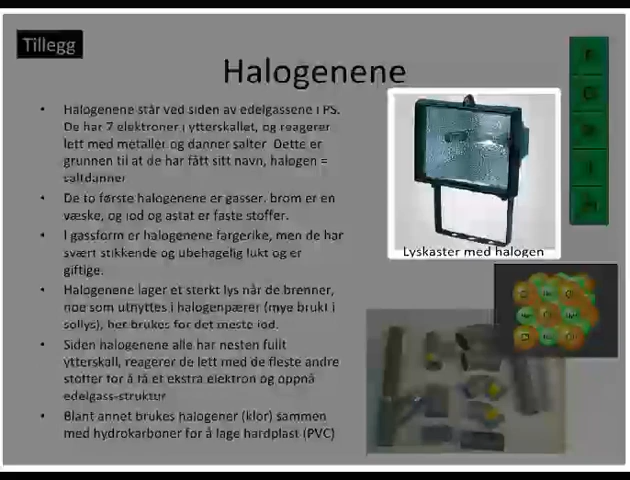 Tillegg
Halogenene
Halogenene står ved siden av edelgassene i PS.
De har 7 elektroner i ytterskallet, og reagerer
lett med metaller og danner salter Dette er
grunnen til at de har fått sitt navn, halogen =
saltdanner
De to første halogenene er gasser, brom er en
væske, og iod og astat er faste stoffer.
I gassform er halogenene fargerike, men de har
svært stikkende og ubehagelig lukt og er
giftige.
Halogenene lager et sterkt lys når de brenner,
noe som utnyttes i halogenpærer (mye brukt i
sollys), her brukes for det meste iod.
Siden halogenene alle har nesten fullt
ytterskall, reagerer de lett med de fleste andre
stoffer for å få et ekstra elektron og oppnå
edelgass-struktur
Blant annet brukes halogener (klor) sammen
med hydrokarboner for å lage hardplast (PVC)
Lyskaster med halogen